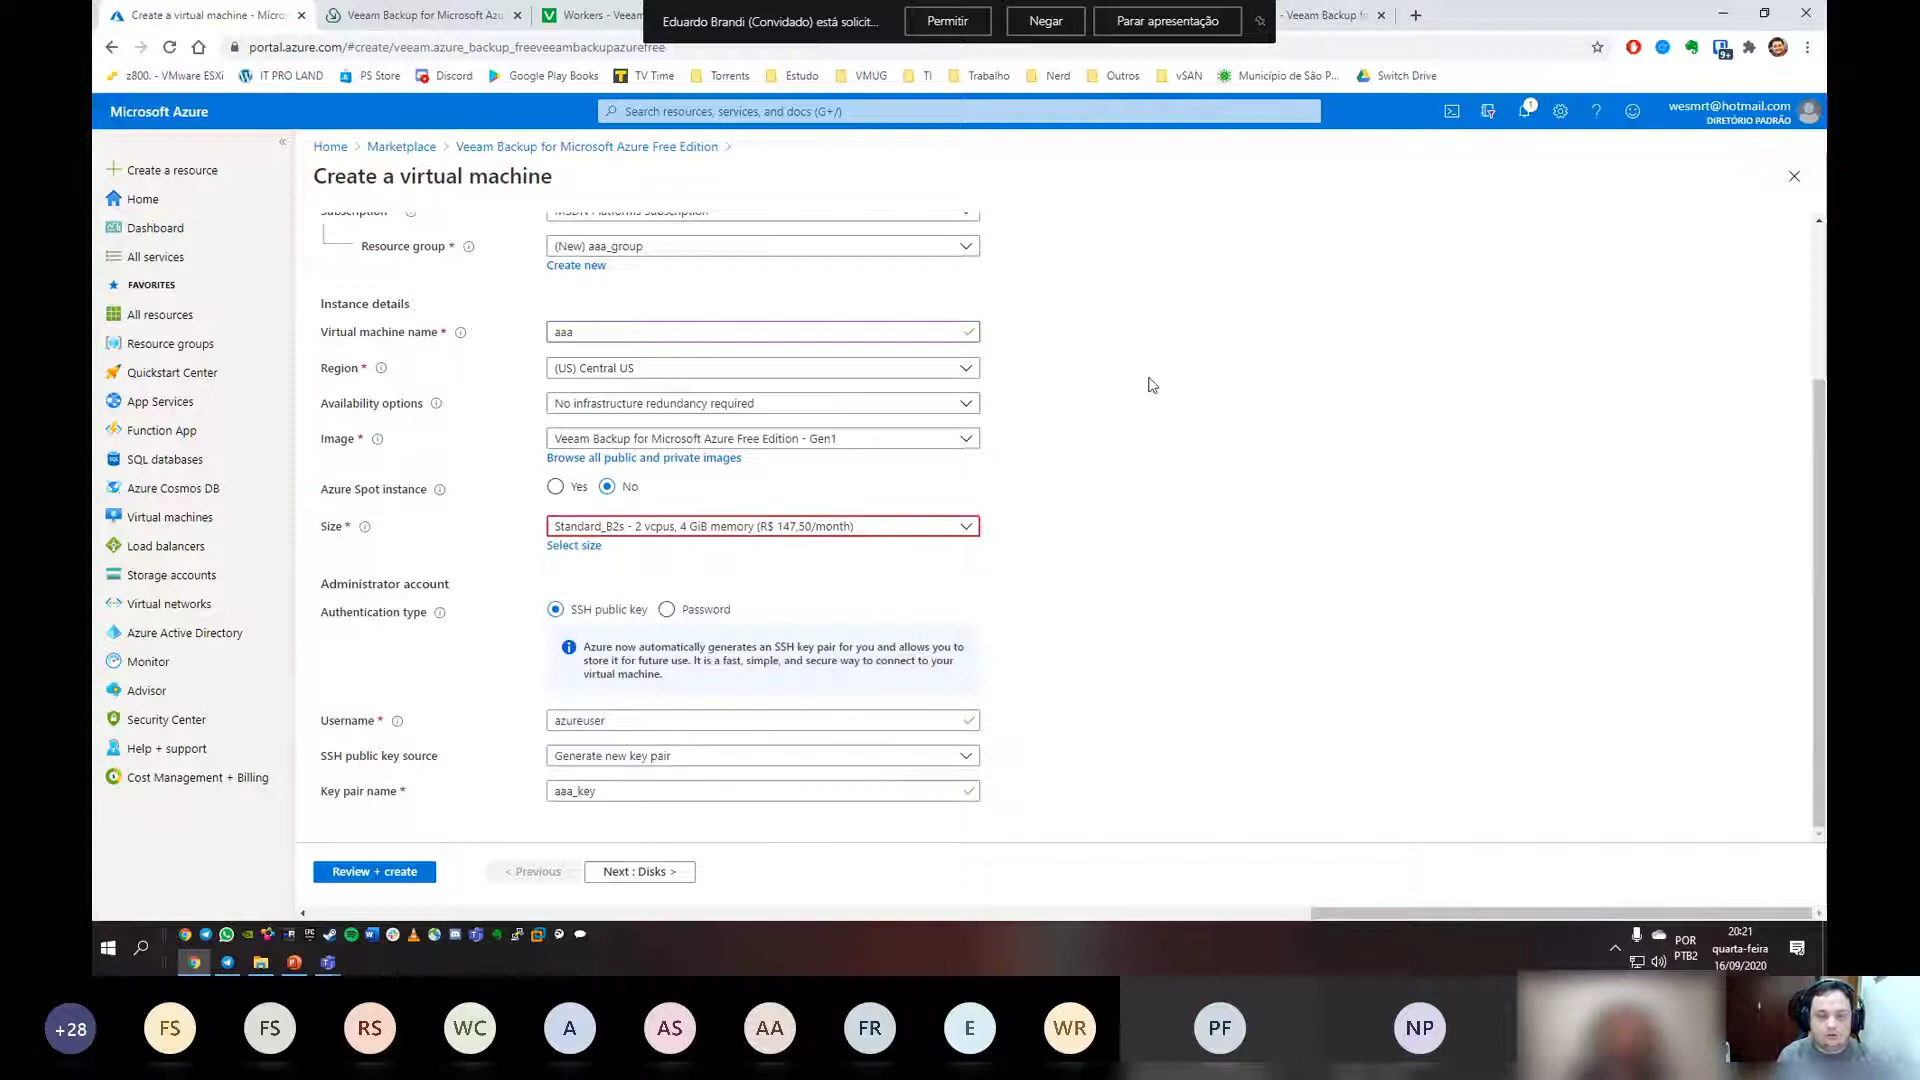 Create a virtual machine - Micros
Veeam Backup for Microsoft Azu
Workers - Veeam
Eduardo Brandi (Convidado) está solicit...
Permitir
Negar
Parar apresentação
- Veeam Backup fo
portal.azure.com/#create/veeam.azure_backup_freeveeambackupazurefree
z800. - VMware ESXi
IT PRO LAND
PS Store
Discord
Google Play Books
TV Time
Torrents
Estudo
VMUG
TI
Trabalho
Nerd
Outros
vSAN
Município de São P...
Switch Drive
Microsoft Azure
Search resources, services, and docs (G+/)
1
wesmrt@hotmail.com
DIRETÓRIO PADRÃO
Create a resource
Home
Dashboard
All services
FAVORITES
All resources
Resource groups
Quickstart Center
App Services
Function App
SQL databases
Azure Cosmos DB
Virtual machines
Load balancers
Storage accounts
Virtual networks
Azure Active Directory
Monitor
Advisor
Security Center
Help + support
Cost Management + Billing
Home > Marketplace > Veeam Backup for Microsoft Azure Free Edition >
Create a virtual machine
Subscription
MSDN Platforms Subscription
Resource group *
(New) aaa_group
Create new
Instance details
Virtual machine name *
aaa
Region *
(US) Central US
Availability options
No infrastructure redundancy required
Image *
Veeam Backup for Microsoft Azure Free Edition - Gen1
Browse all public and private images
Azure Spot instance
Yes
No
Size *
Standard_B2s - 2 vcpus, 4 GiB memory (R$ 147,50/month)
Select size
Administrator account
Authentication type
SSH public key
Password
Azure now automatically generates an SSH key pair for you and allows you to
store it for future use. It is a fast, simple, and secure way to connect to your
virtual machine.
Username *
azureuser
SSH public key source
Generate new key pair
Key pair name *
aaa_key
Review + create
< Previous
Next : Disks >
POR
PTB2
20:21
quarta-feira
16/09/2020
+28
FS
FS
RS
WC
A
AS
AA
FR
E
WR
PF
NP